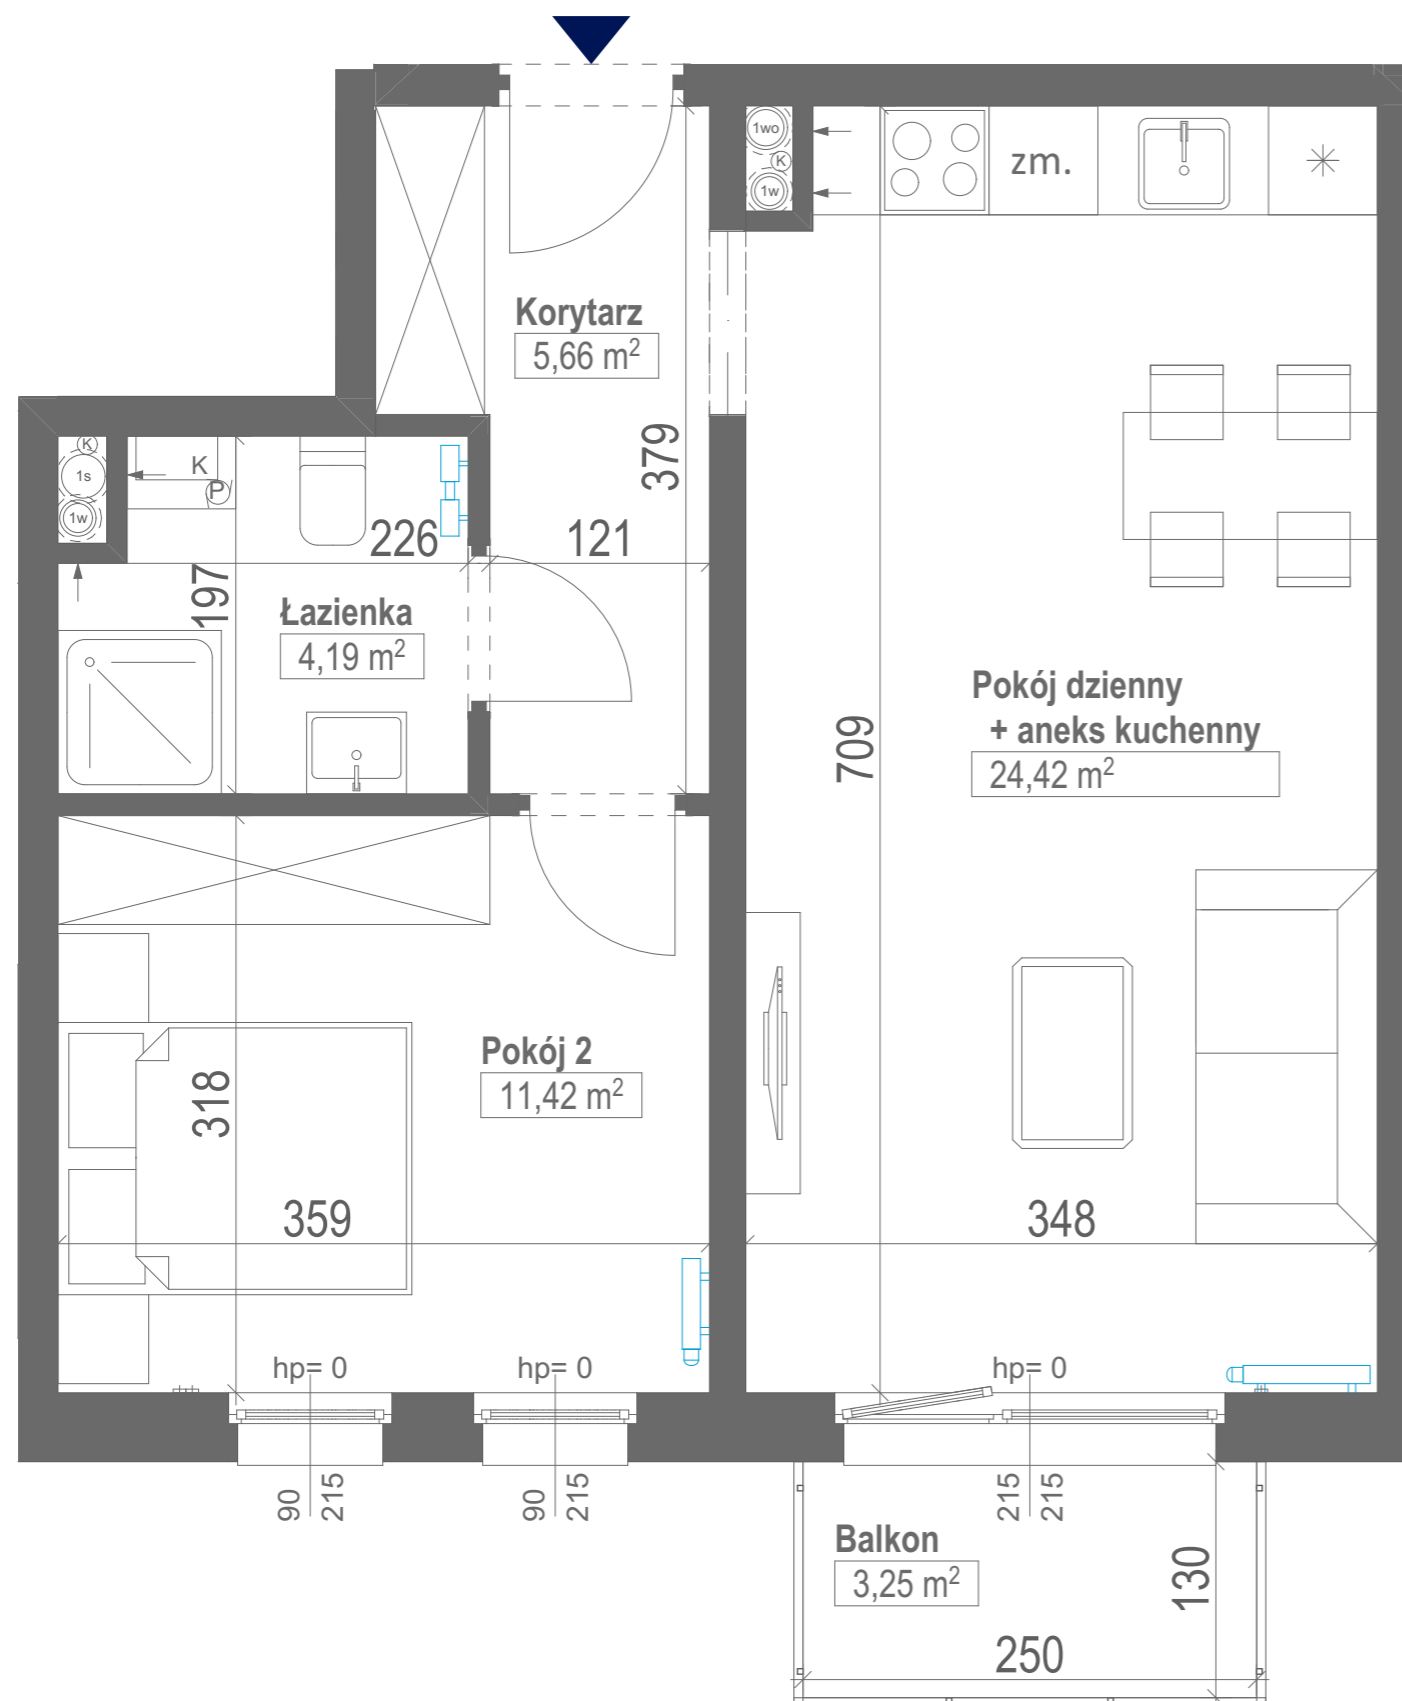 1wo
K
1w
zm.
Korytarz
5,66 m²
379
K
1s
1w
K
P
226
121
197
Łazienka
4,19 m²
Pokój dzienny
+ aneks kuchenny
24,42 m²
709
Pokój 2
11,42 m²
318
359
348
hp= 0
hp= 0
hp= 0
90
215
90
215
215
215
Balkon
3,25 m²
130
250